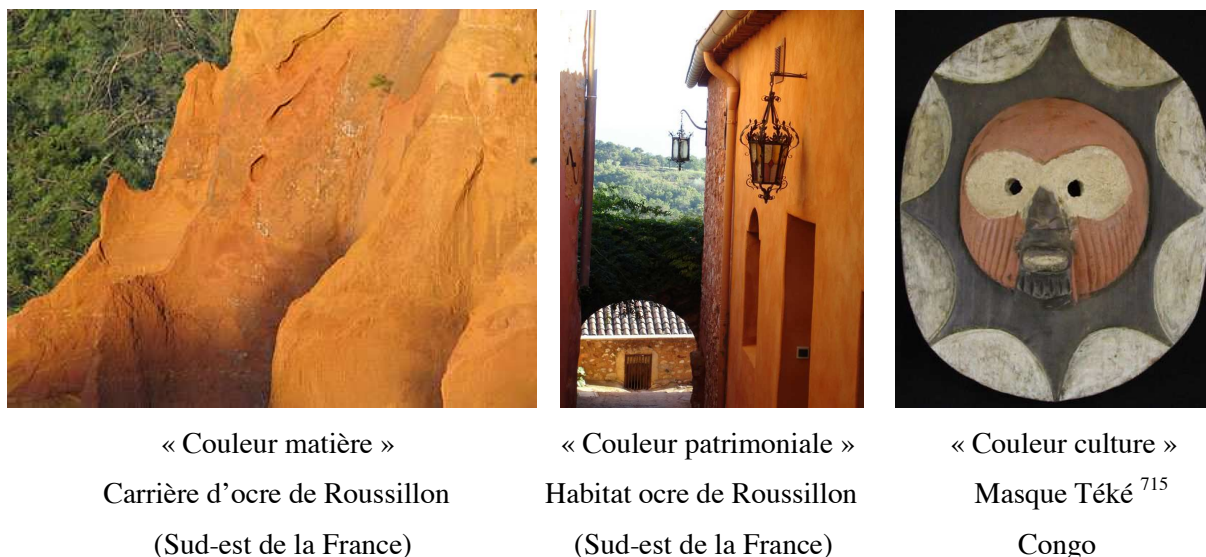 « Couleur matière »
Carrière d’ocre de Roussillon
(Sud-est de la France)
« Couleur patrimoniale »
Habitat ocre de Roussillon
(Sud-est de la France)
« Couleur culture »
Masque Téké 715
Congo